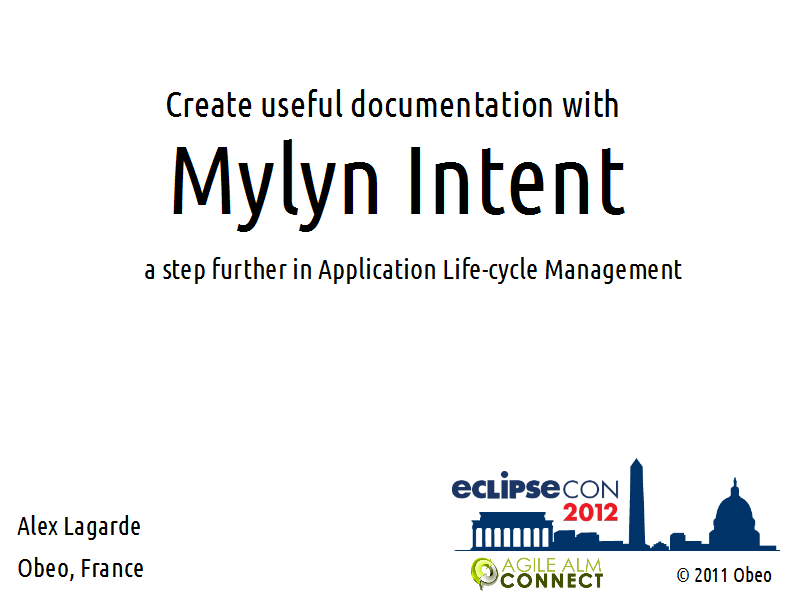 Create useful documentation with
Mylyn Intent
a step further in Application Life-cycle Management
eclipsecon
2012
Alex Lagarde
Obeo, France
AGILE ALM
CONNECT
© 2011 Obeo